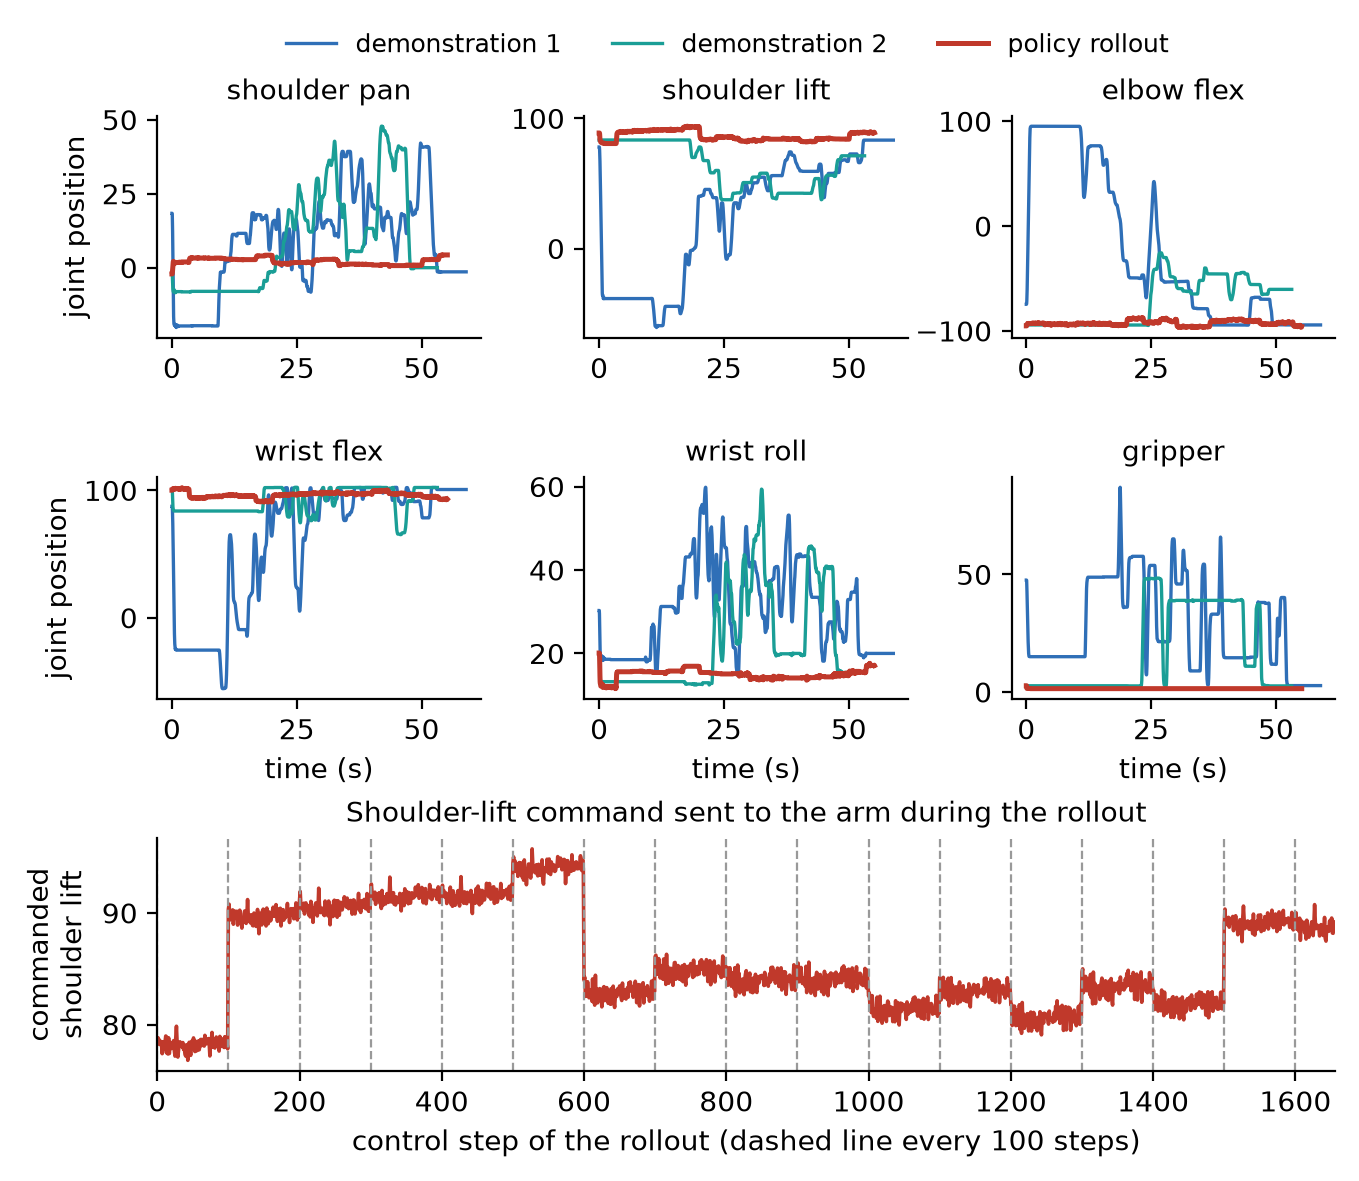 demonstration 1 demonstration 2 policy rollout
shoulder pan shoulder lift elbow flex
joint position
50
25
0
0 25 50
100
0
0 25 50
100
0
−100
0 25 50
wrist flex wrist roll gripper
joint position
100
0
0 25 50
time (s)
60
40
20
0 25 50
time (s)
50
0
0 25 50
time (s)
Shoulder-lift command sent to the arm during the rollout
commanded
shoulder lift
90
80
0 200 400 600 800 1000 1200 1400 1600
control step of the rollout (dashed line every 100 steps)